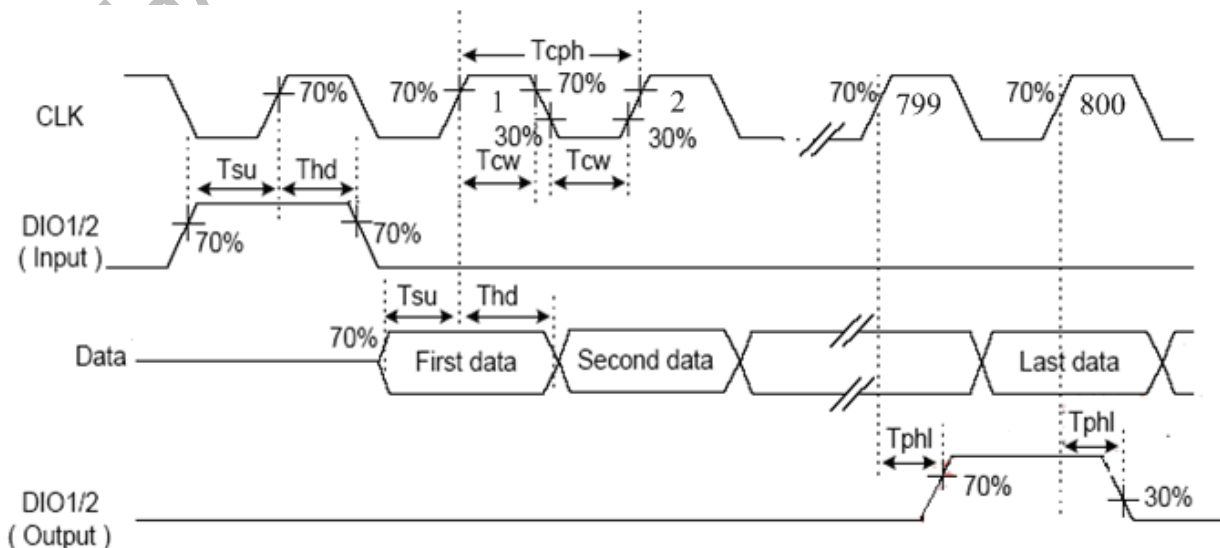 Tcph
70%
70%
1
70%
2
70%
799
70%
800
CLK
30%
30%
Tsu
Thd
Tcw
Tcw
DIO1/2
( Input )
70%
70%
Tsu
Thd
70%
Data
First data
Second data
Last data
Tphl
Tphl
70%
30%
DIO1/2
( Output )